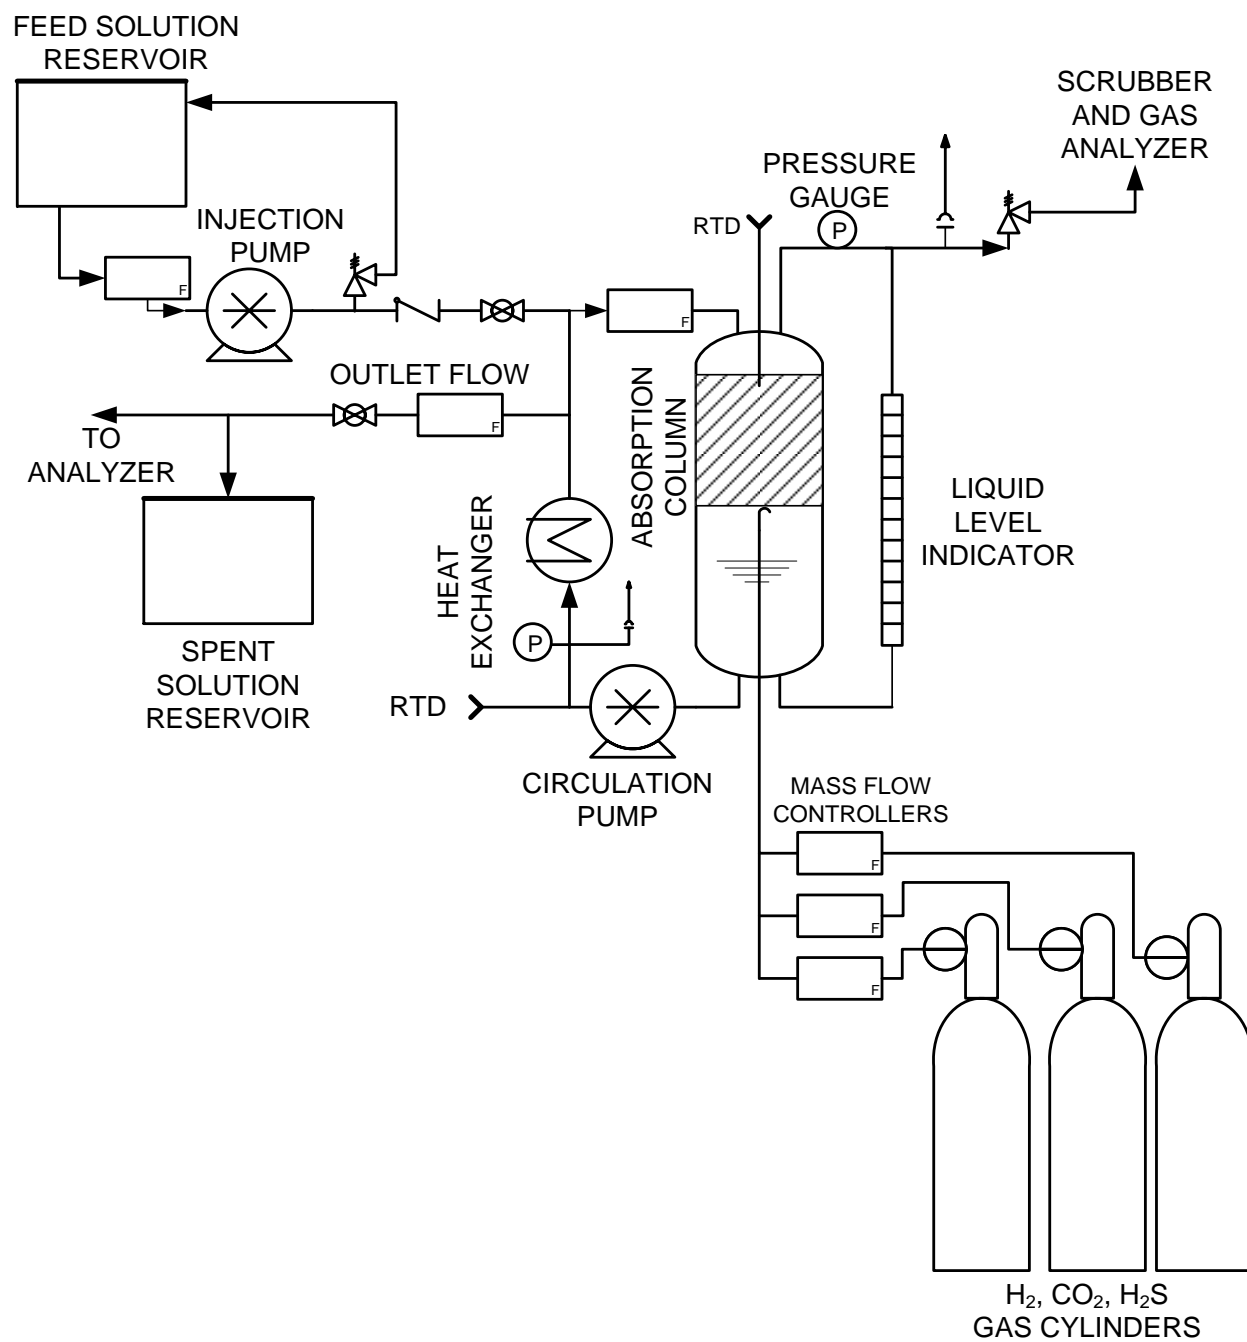 FEED SOLUTION
RESERVOIR
SCRUBBER
AND GAS
ANALYZER
PRESSURE
GAUGE
P
RTD
INJECTION
PUMP
F
F
OUTLET FLOW
F
TO
ANALYZER
ABSORPTION
COLUMN
LIQUID
LEVEL
INDICATOR
HEAT
EXCHANGER
P
SPENT
SOLUTION
RESERVOIR
RTD
CIRCULATION
PUMP
MASS FLOW
CONTROLLERS
F
F
F
H₂, CO₂, H₂S
GAS CYLINDERS